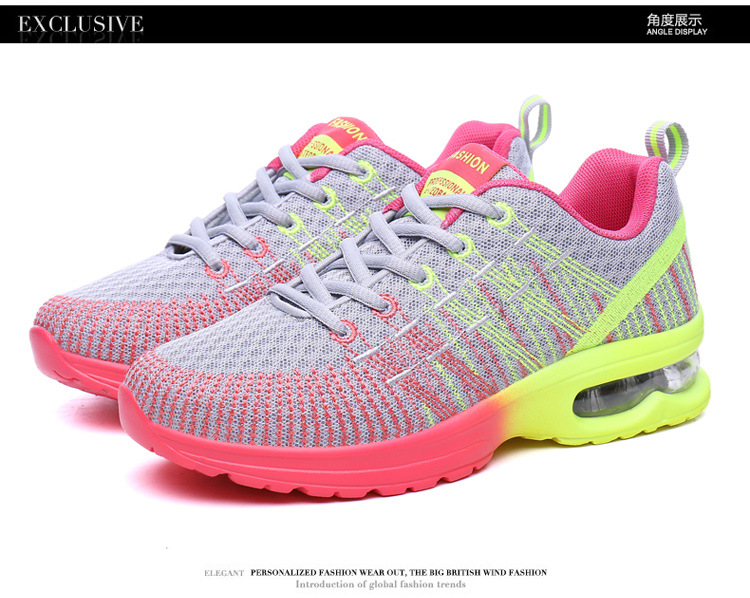 EXCLUSIVE
角度展示
ANGLE DISPLAY
FASHION
FASHION
PROFESSIONAL
ELEGANT PERSONALIZED FASHION WEAR OUT, THE BIG BRITISH WIND FASHION
Introduction of global fashion trends